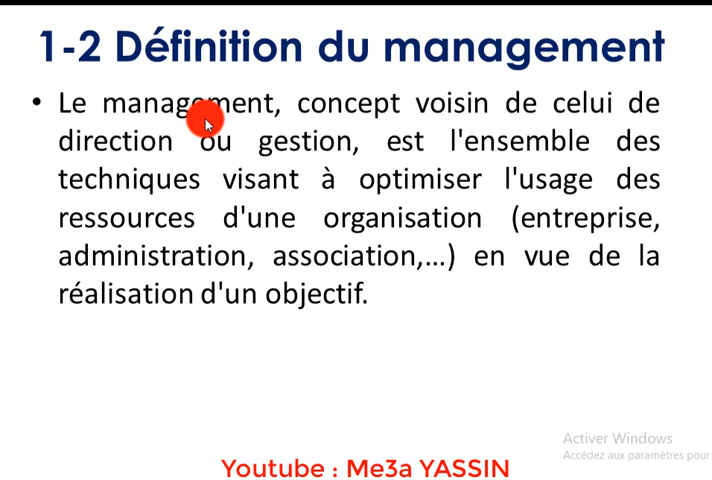 1-2 Définition du management
• Le management, concept voisin de celui de
direction ou gestion, est l'ensemble des
techniques visant à optimiser l'usage des
ressources d'une organisation (entreprise,
administration, association,...) en vue de la
réalisation d'un objectif.
Activer Windows
Accédez aux paramètres pour
Youtube : Me3a YASSIN